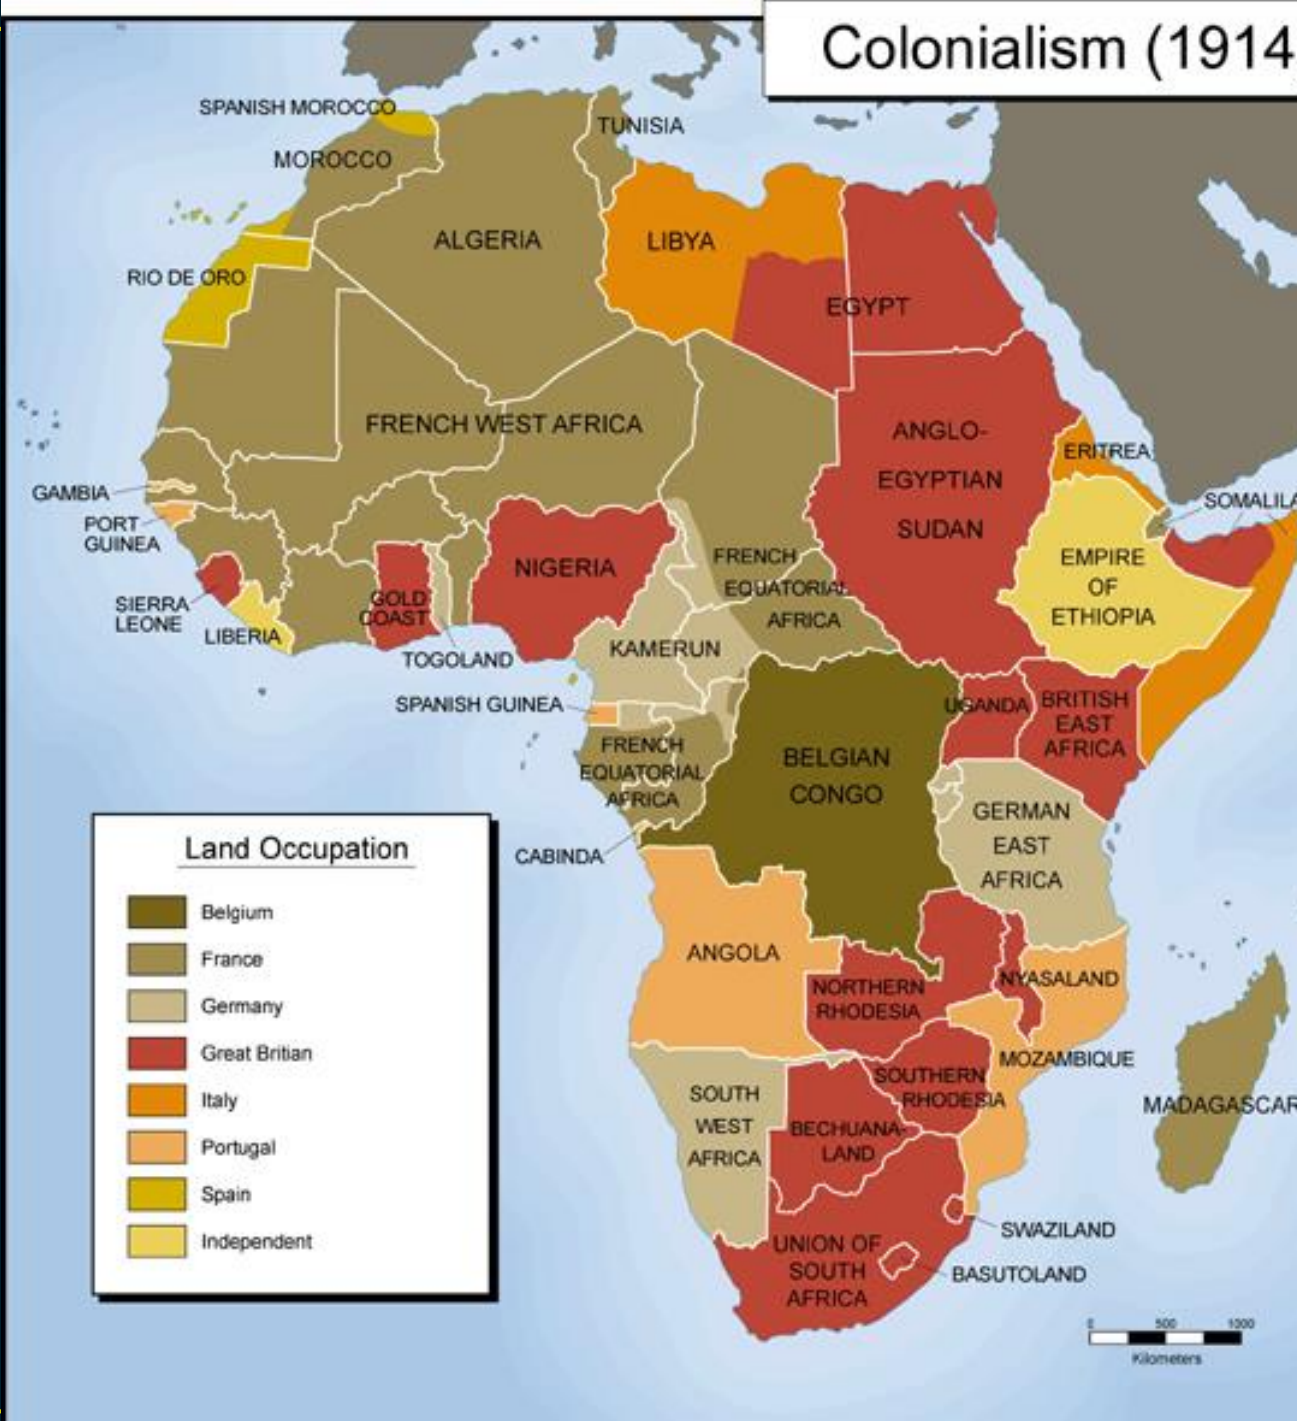 Colonialism (1914
SPANISH MOROCCO
TUNISIA
MOROCCO
ALGERIA
LIBYA
RIO DE ORO
EGYPT
FRENCH WEST AFRICA
ANGLO-
EGYPTIAN
SUDAN
ERITREA
GAMBIA
SOMALILA
PORT
GUINEA
NIGERIA
FRENCH
EQUATORIAL
AFRICA
EMPIRE
OF
ETHIOPIA
SIERRA
LEONE
GOLD
COAST
LIBERIA
TOGOLAND
KAMERUN
SPANISH GUINEA
UGANDA
BRITISH
EAST
AFRICA
FRENCH
EQUATORIAL
AFRICA
BELGIAN
CONGO
GERMAN
EAST
AFRICA
CABINDA
Land Occupation
Belgium
France
Germany
Great Britian
Italy
Portugal
Spain
Independent
ANGOLA
NORTHERN
RHODESIA
NYASALAND
MOZAMBIQUE
SOUTHERN
RHODESIA
SOUTH
WEST
AFRICA
BECHUANA-
LAND
MADAGASCAR
SWAZILAND
UNION OF
SOUTH
AFRICA
BASUTOLAND
0 500 1000
Kilometers